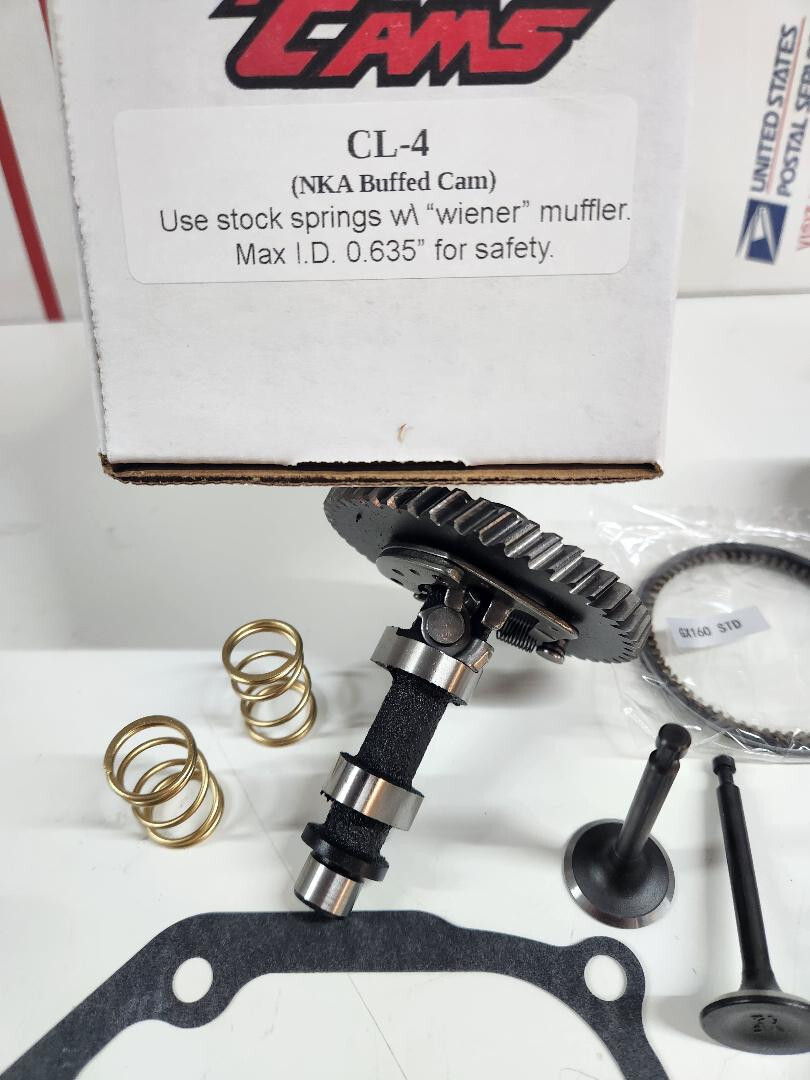 CAMS
CL-4
(NKA Buffed Cam)
Use stock springs w\ “wiener” muffler.
Max I.D. 0.635” for safety.
UNITED STATES
POSTAL SERVICE
GX160 STD